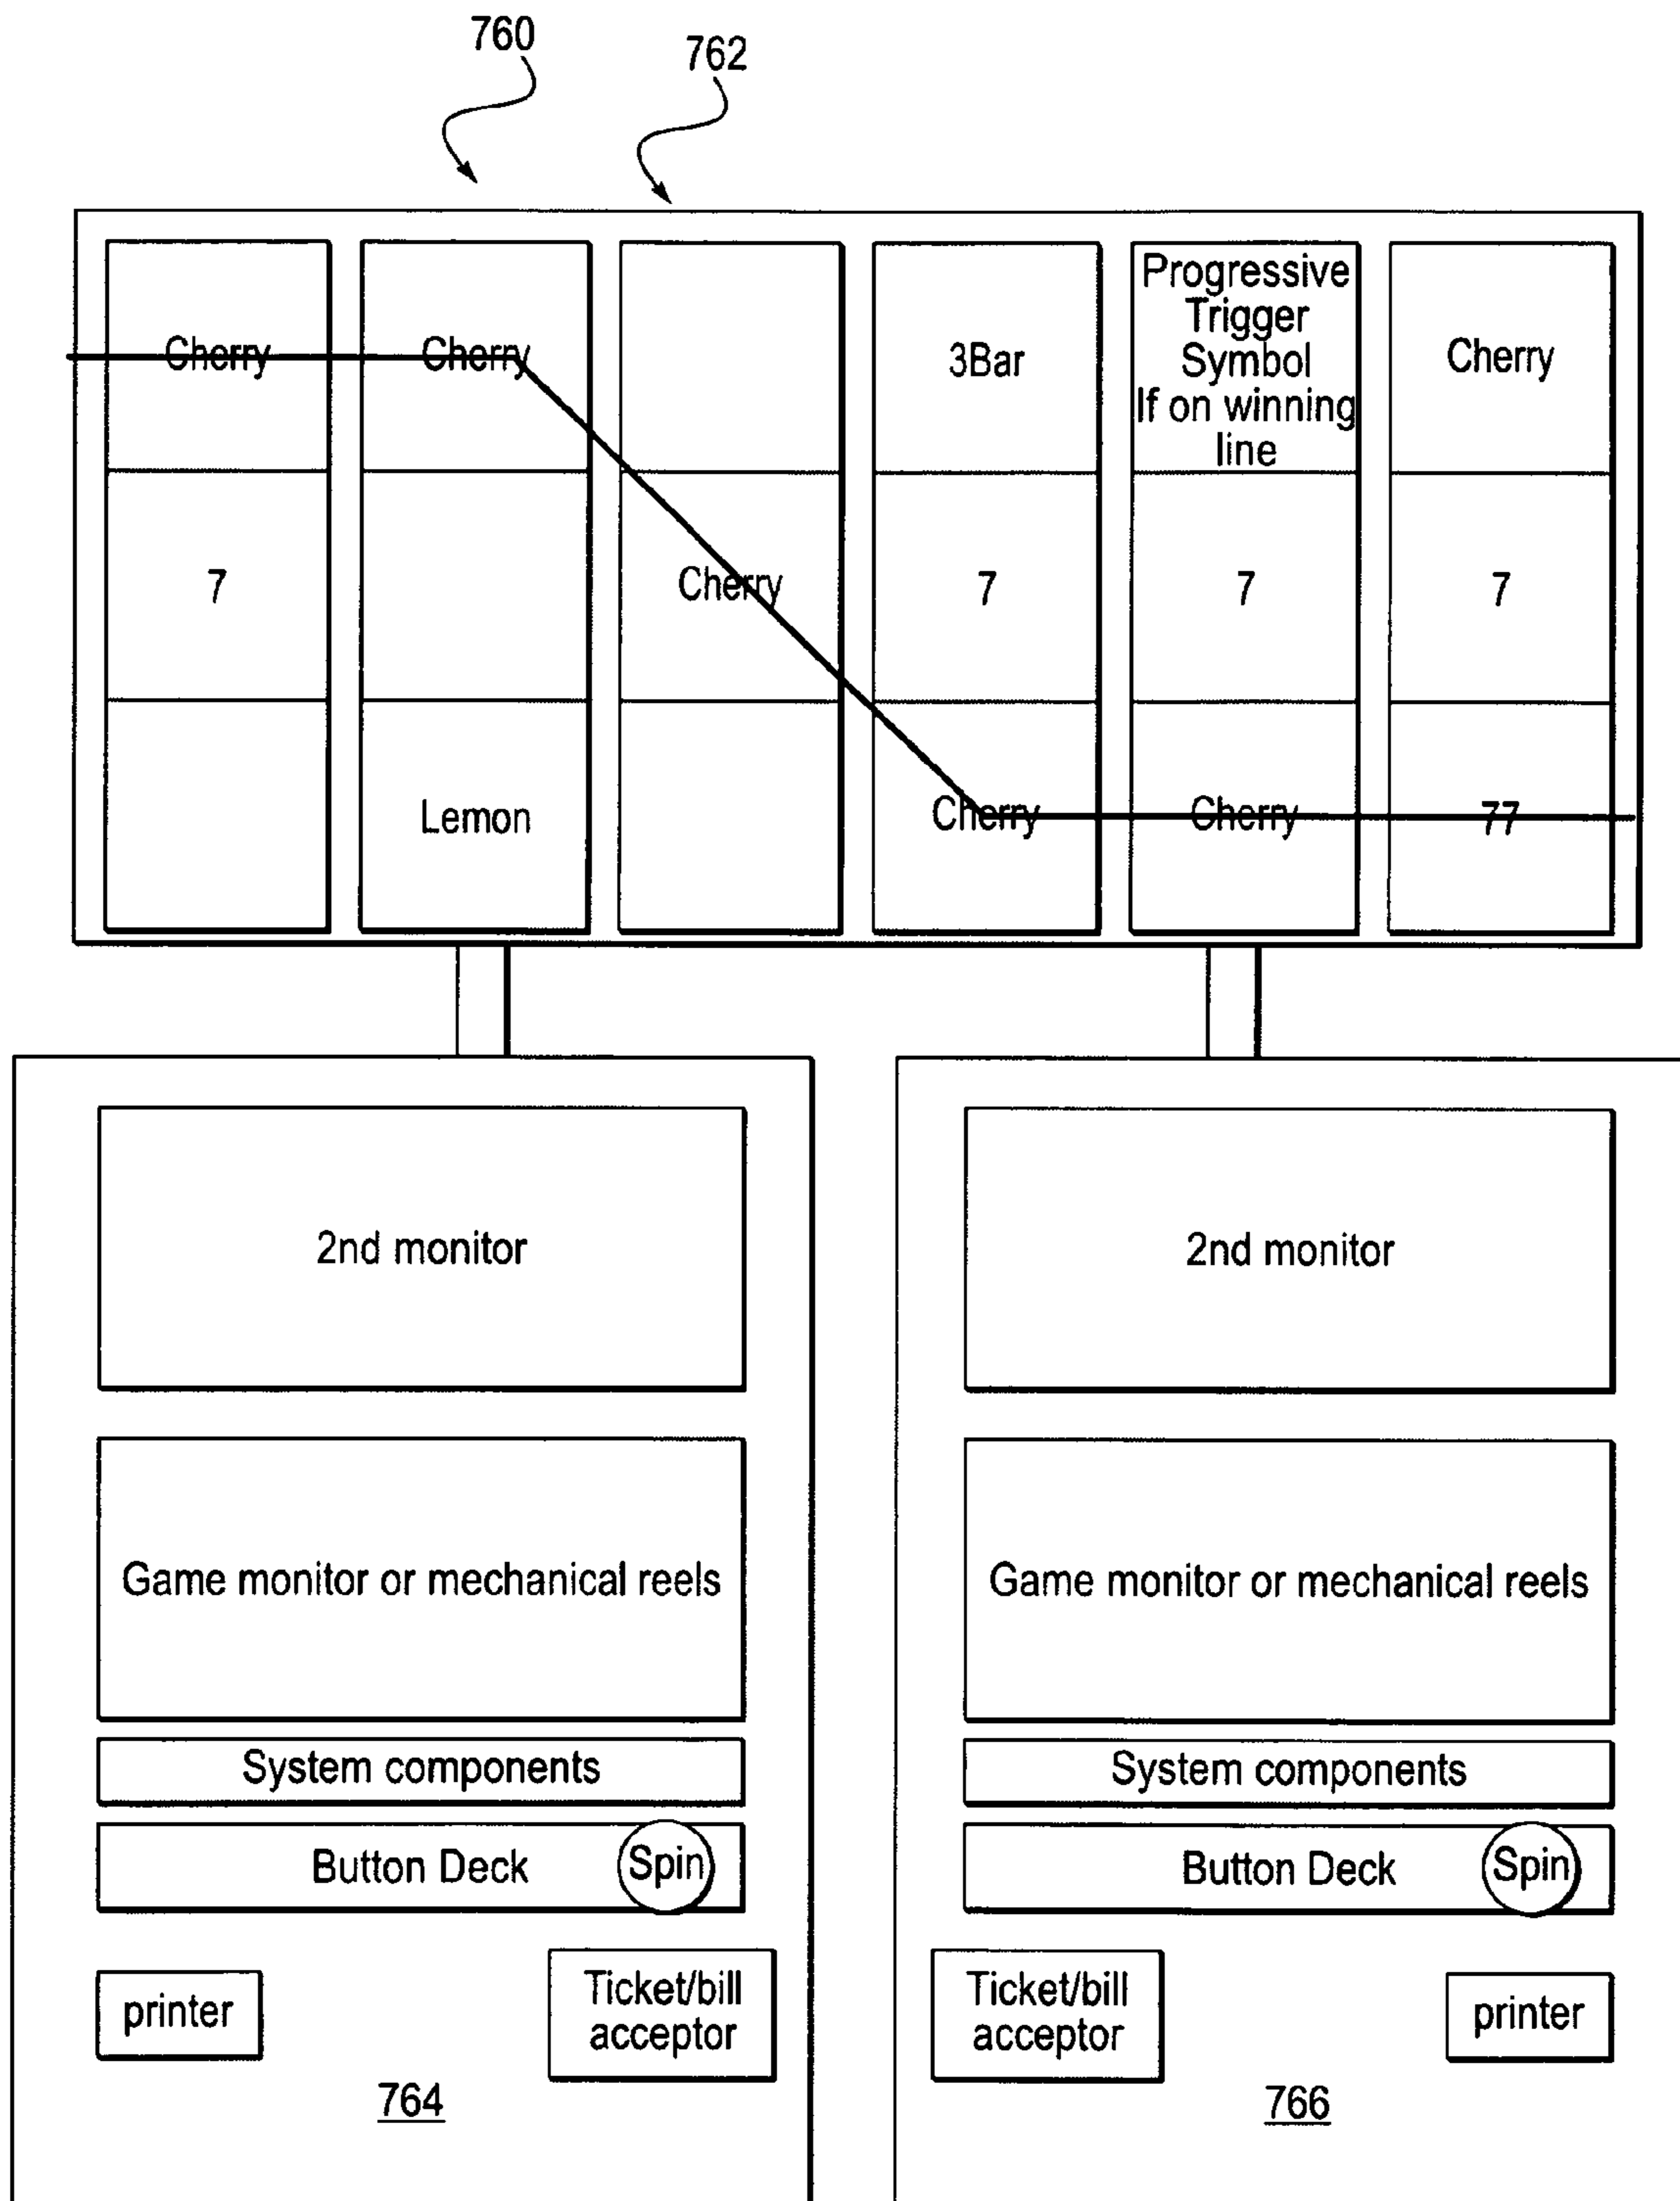 760
762
Cherry
Cherry
3Bar
Progressive
Trigger
Symbol
If on winning
line
Cherry
7
Cherry
7
7
7
Lemon
Cherry
Cherry
77
2nd monitor
2nd monitor
Game monitor or mechanical reels
Game monitor or mechanical reels
System components
System components
Button Deck
Spin
Button Deck
Spin
printer
Ticket/bill
acceptor
Ticket/bill
acceptor
printer
764
766